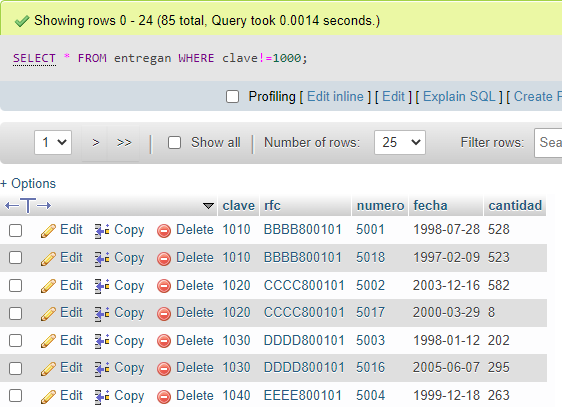 Showing rows 0 - 24 (85 total, Query took 0.0014 seconds.)
SELECT * FROM entregan WHERE clave!=1000;
Profiling [ Edit inline ] [ Edit ] [ Explain SQL ] [ Create P
1 > >> Show all Number of rows: 25 Filter rows: Sea
+ Options
←T→ clave rfc numero fecha cantidad
Edit Copy Delete 1010 BBBB800101 5001 1998-07-28 528
Edit Copy Delete 1010 BBBB800101 5018 1997-02-09 523
Edit Copy Delete 1020 CCCC800101 5002 2003-12-16 582
Edit Copy Delete 1020 CCCC800101 5017 2000-03-29 8
Edit Copy Delete 1030 DDDD800101 5003 1998-01-12 202
Edit Copy Delete 1030 DDDD800101 5016 2005-06-07 295
Edit Copy Delete 1040 EEEE800101 5004 1999-12-18 263